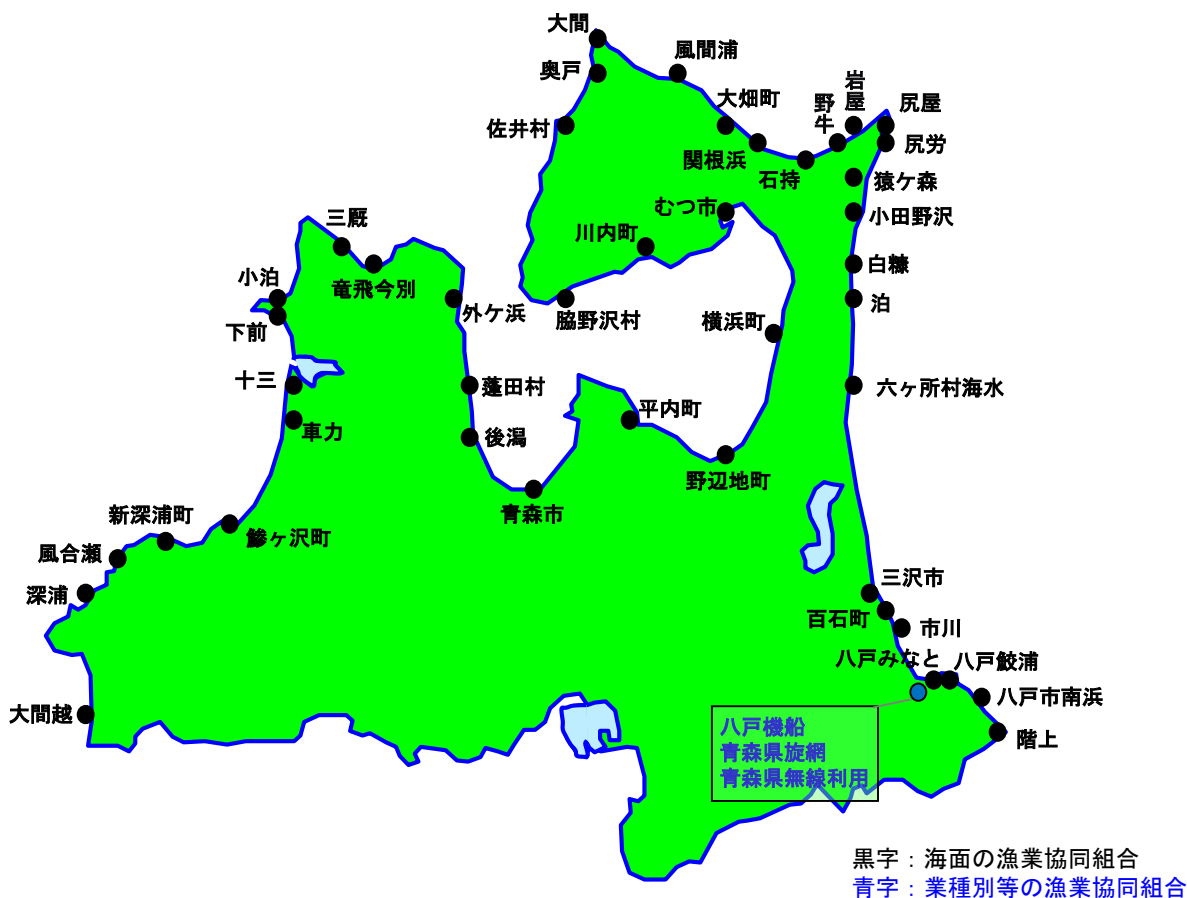 大間
風間浦
奥戸
岩屋
大畑町
野牛
尻屋
佐井村
関根浜
尻労
石持
猿ケ森
むつ市
小田野沢
三厩
川内町
白糠
小泊
竜飛今別
外ケ浜
脇野沢村
横浜町
泊
下前
十三
蓬田村
平内町
六ヶ所村海水
車力
後潟
野辺地町
新深浦町
青森市
鰺ヶ沢町
風合瀬
深浦
三沢市
百石町
市川
八戸みなと
八戸鮫浦
大間越
八戸市南浜
八戸機船
青森県旋網
青森県無線利用
階上
黒字：海面の漁業協同組合
青字：業種別等の漁業協同組合